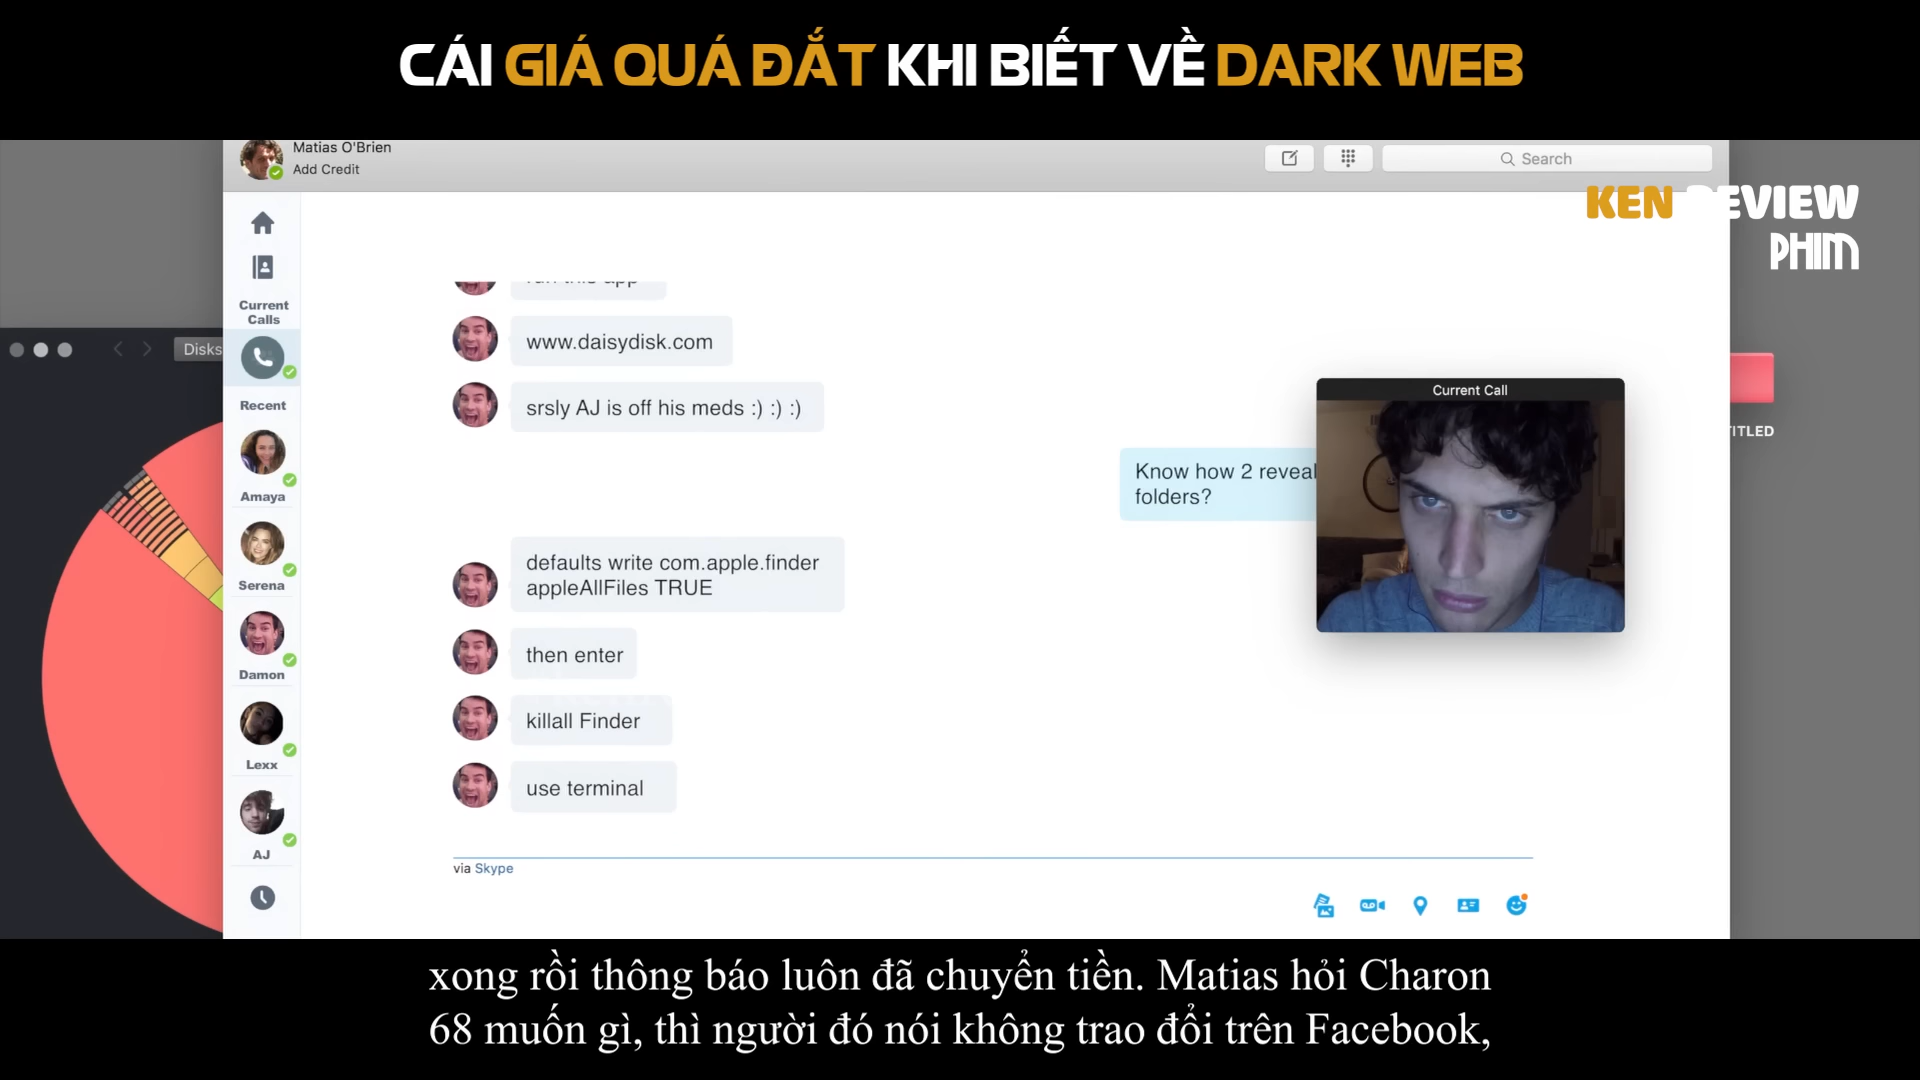 CÁI GIÁ QUÁ ĐẮT KHI BIẾT VỀ DARK WEB
Matias O'Brien
Add Credit
Search
KEN REVIEW
PHIM
Current
Calls
Disks
Recent
Amaya
Serena
Damon
Lexx
AJ
run this app
www.daisydisk.com
srsly AJ is off his meds :) :) :)
Know how 2 reveal
folders?
defaults write com.apple.finder
appleAllFiles TRUE
then enter
killall Finder
use terminal
Current Call
via Skype
xong rồi thông báo luôn đã chuyển tiền. Matias hỏi Charon
68 muốn gì, thì người đó nói không trao đổi trên Facebook,